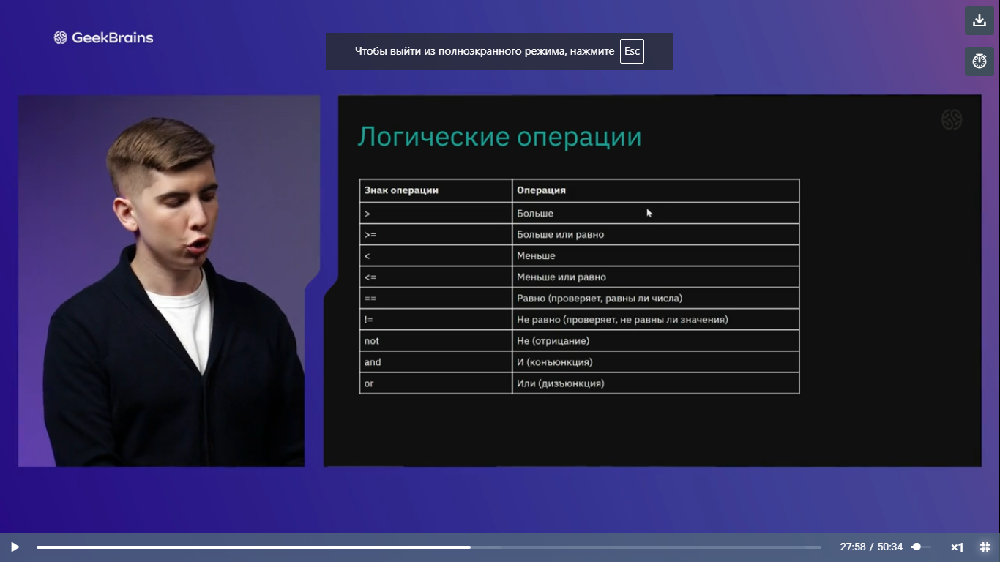 GeekBrains
Чтобы выйти из полноэкранного режима, нажмите Esc
Логические операции
Знак операции Операция
> Больше
>= Больше или равно
< Меньше
<= Меньше или равно
== Равно (проверяет, равны ли числа)
!= Не равно (проверяет, не равны ли значения)
not Не (отрицание)
and И (конъюнкция)
or Или (дизъюнкция)
27:58 / 50:34 ×1